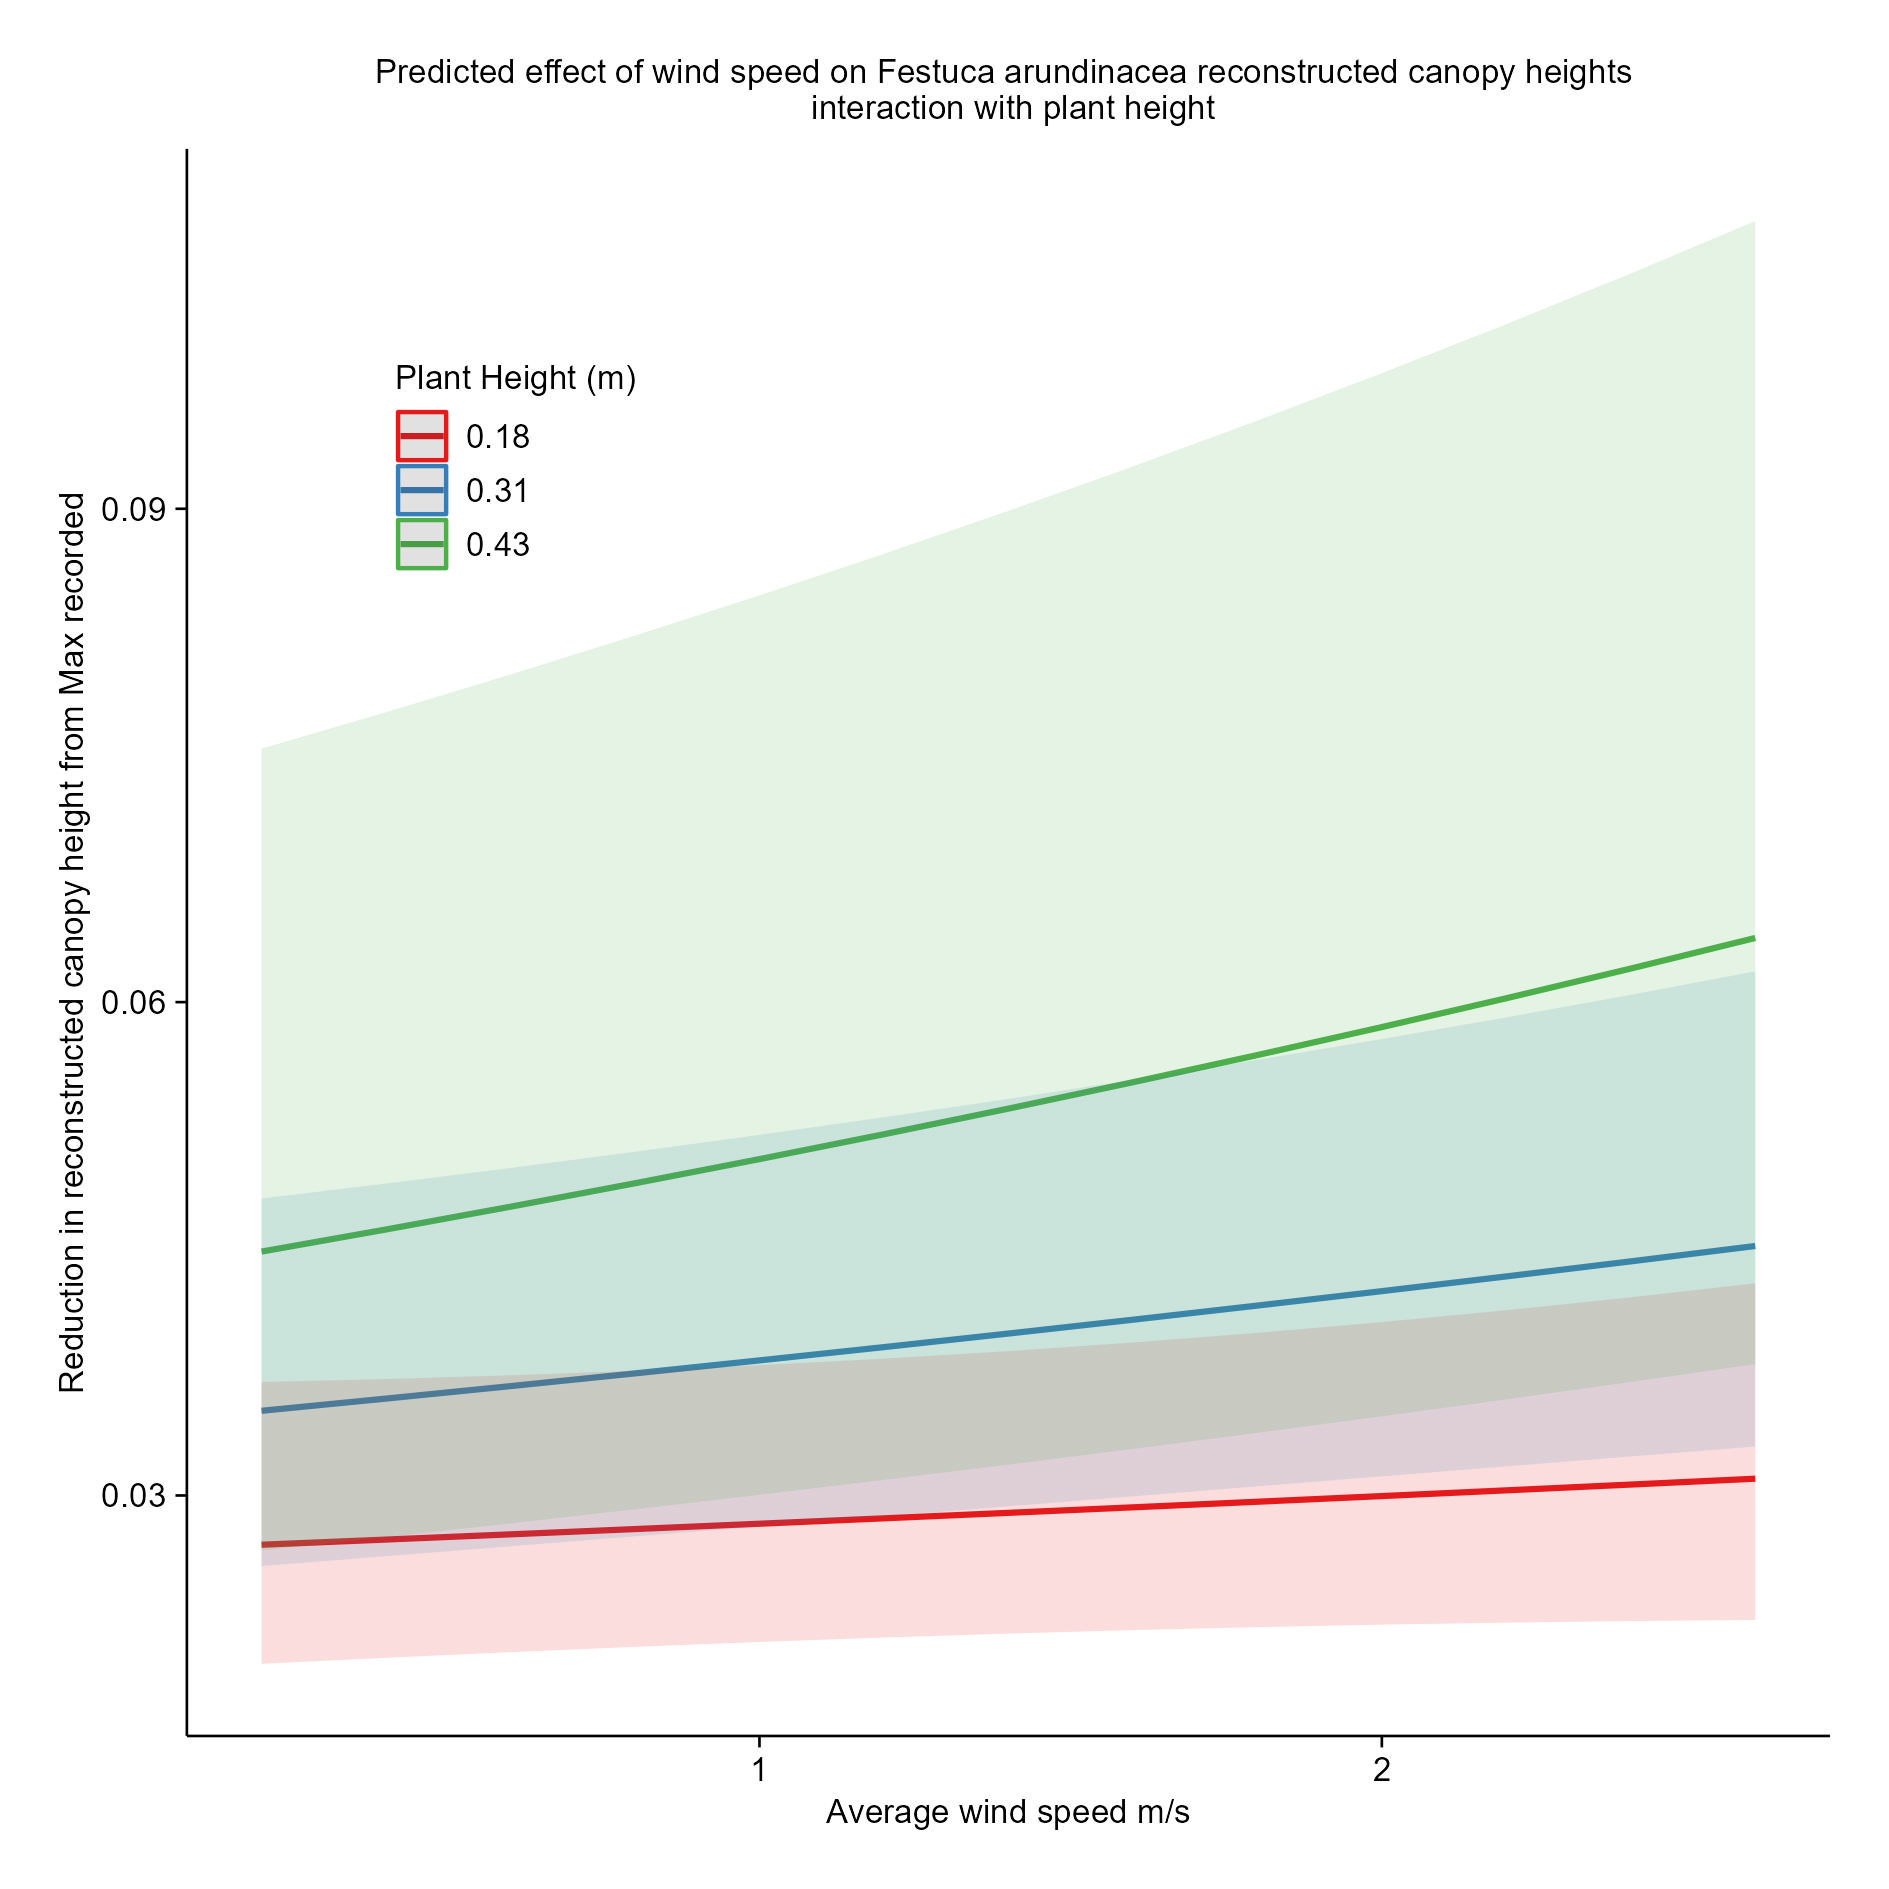 Predicted effect of wind speed on Festuca arundinacea reconstructed canopy heights
interaction with plant height
Plant Height (m)
0.18
0.31
0.43
Reduction in reconstructed canopy height from Max recorded
0.09
0.06
0.03
1
2
Average wind speed m/s